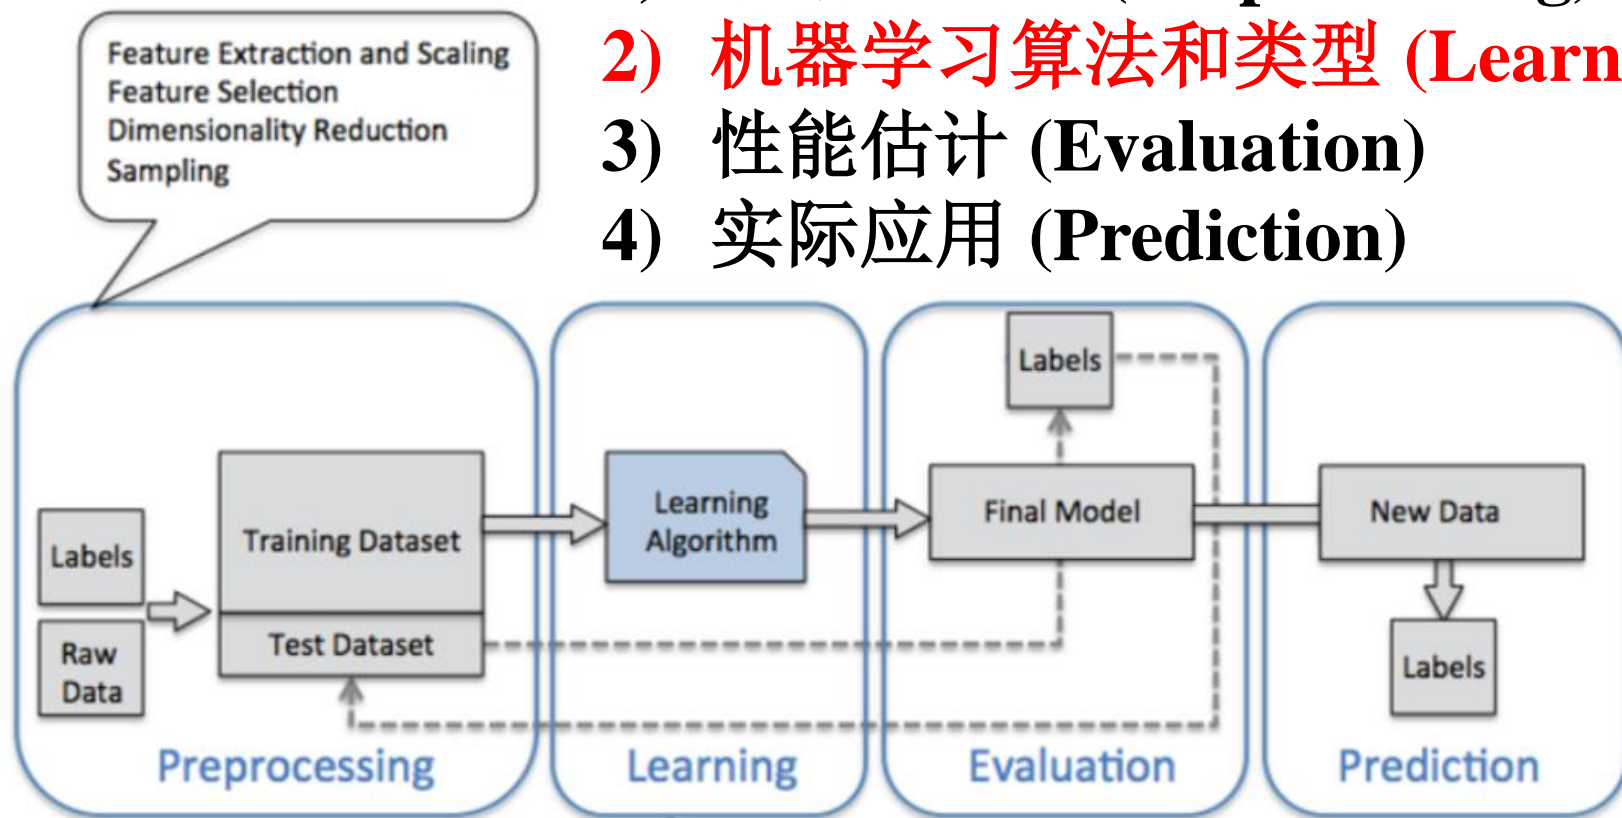 Feature Extraction and Scaling
Feature Selection
Dimensionality Reduction
Sampling
2) 机器学习算法和类型 (Learn
3) 性能估计 (Evaluation)
4) 实际应用 (Prediction)
Labels
Raw
Data
Training Dataset
Test Dataset
Preprocessing
Learning
Algorithm
Learning
Labels
Final Model
Evaluation
New Data
Labels
Prediction